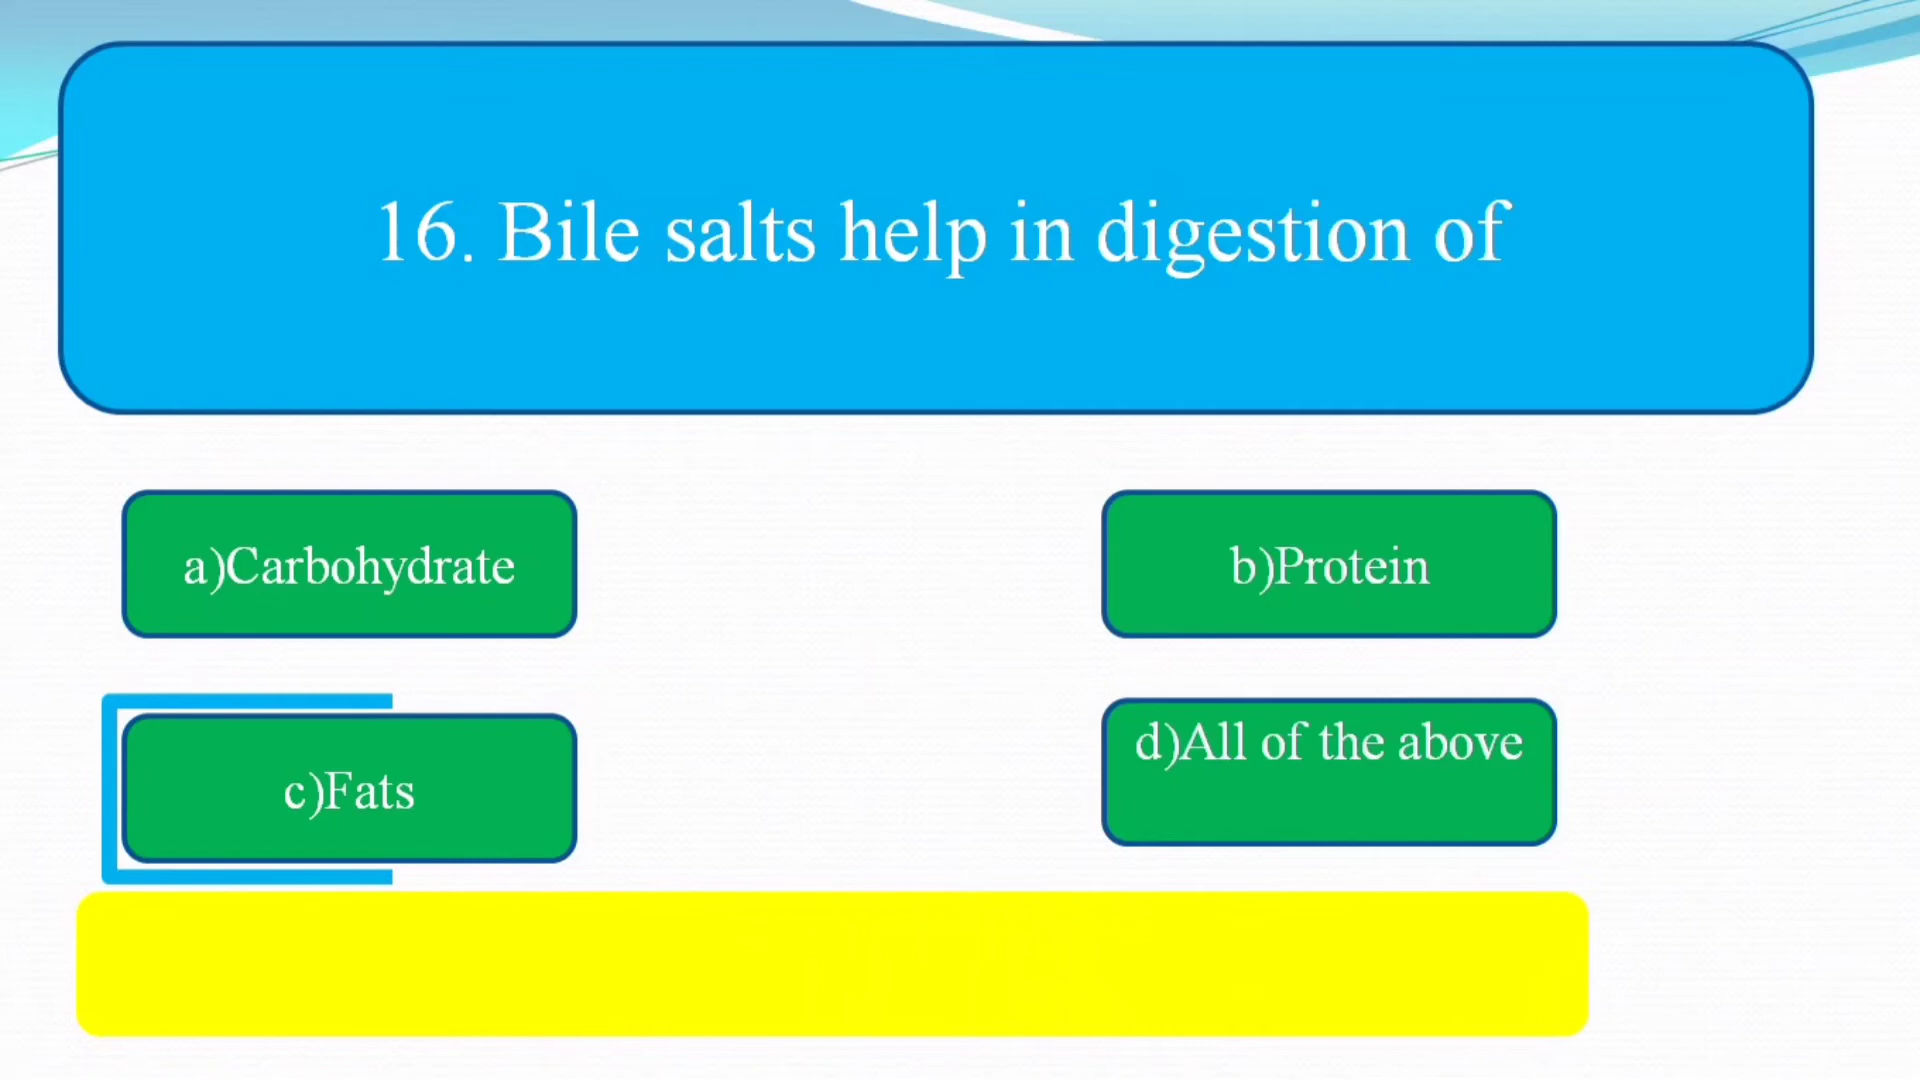 16. Bile salts help in digestion of
a)Carbohydrate
b)Protein
c)Fats
d)All of the above